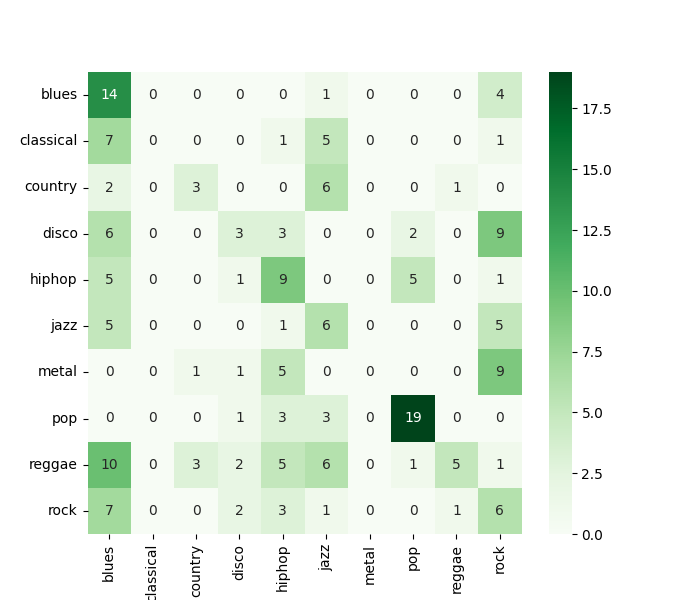 blues 14 0 0 0 0 1 0 0 0 4
classical 7 0 0 0 1 5 0 0 0 1
country 2 0 3 0 0 6 0 0 1 0
disco 6 0 0 3 3 0 0 2 0 9
hiphop 5 0 0 1 9 0 0 5 0 1
jazz 5 0 0 0 1 6 0 0 0 5
metal 0 0 1 1 5 0 0 0 0 9
pop 0 0 0 1 3 3 0 19 0 0
reggae 10 0 3 2 5 6 0 1 5 1
rock 7 0 0 2 3 1 0 0 1 6
blues classical country disco hiphop jazz metal pop reggae rock
17.5
15.0
12.5
10.0
7.5
5.0
2.5
0.0